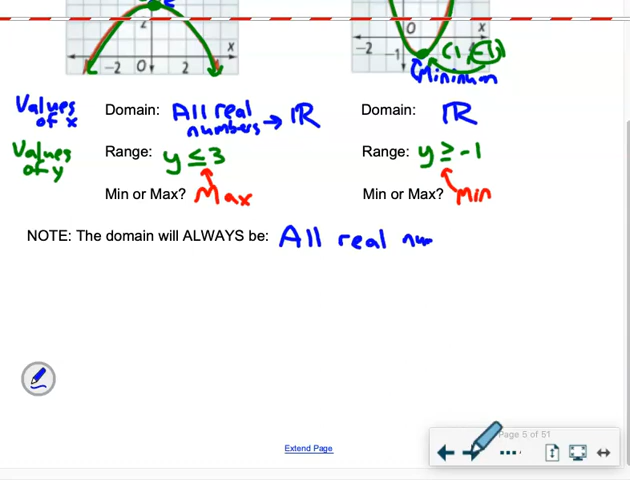 2 x x
-2 O 2 -2 O -1 (1, -1)
Minimum
Values of x Domain: All real numbers → ℝ Domain: ℝ
Values of y Range: y ≤ 3 Range: y ≥ -1
Min or Max? Max Min or Max? Min
NOTE: The domain will ALWAYS be: All real num
Page 5 of 51
Extend Page